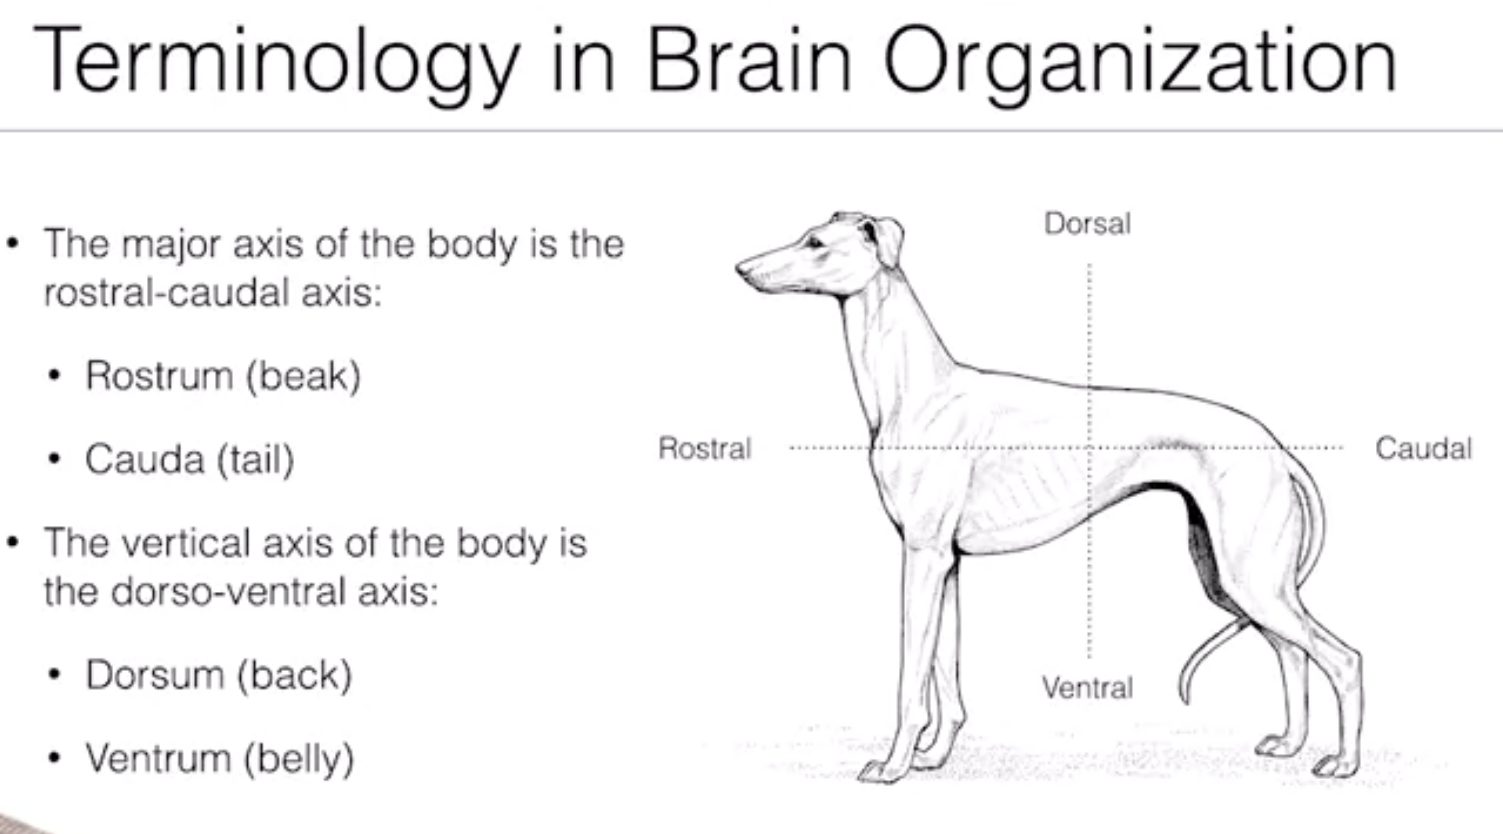 Terminology in Brain Organization
• The major axis of the body is the
rostral-caudal axis:
• Rostrum (beak)
• Cauda (tail)
• The vertical axis of the body is
the dorso-ventral axis:
• Dorsum (back)
• Ventrum (belly)
Dorsal
Rostral
Caudal
Ventral